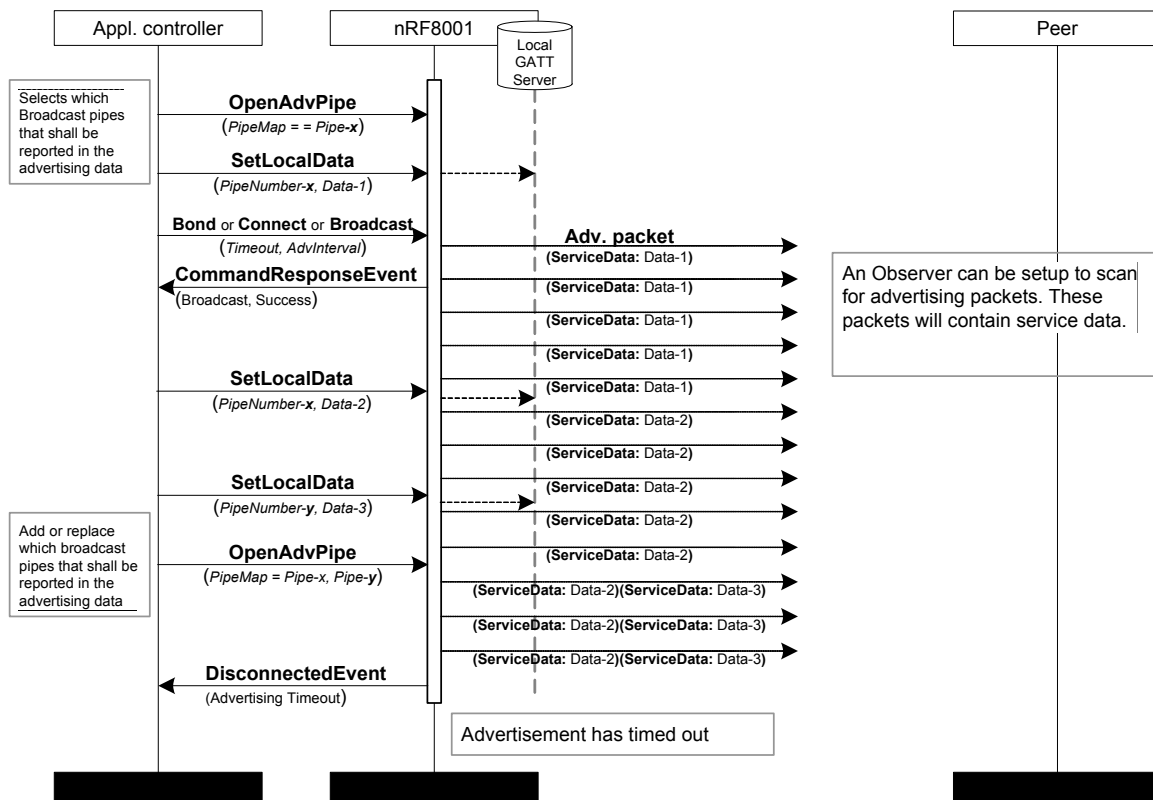 Appl. controller
nRF8001
Peer
Local
GATT
Server
Selects which
Broadcast pipes
that shall be
reported in the
advertising data
OpenAdvPipe
(PipeMap = = Pipe-x)
SetLocalData
(PipeNumber-x, Data-1)
Bond or Connect or Broadcast
(Timeout, AdvInterval)
Adv. packet
(ServiceData: Data-1)
CommandResponseEvent
(Broadcast, Success)
(ServiceData: Data-1)
(ServiceData: Data-1)
(ServiceData: Data-1)
(ServiceData: Data-1)
An Observer can be setup to scan
for advertising packets. These
packets will contain service data.
SetLocalData
(PipeNumber-x, Data-2)
(ServiceData: Data-2)
(ServiceData: Data-2)
(ServiceData: Data-2)
SetLocalData
(PipeNumber-y, Data-3)
(ServiceData: Data-2)
(ServiceData: Data-2)
Add or replace
which broadcast
pipes that shall be
reported in the
advertising data
OpenAdvPipe
(PipeMap = Pipe-x, Pipe-y)
(ServiceData: Data-2)(ServiceData: Data-3)
(ServiceData: Data-2)(ServiceData: Data-3)
(ServiceData: Data-2)(ServiceData: Data-3)
DisconnectedEvent
(Advertising Timeout)
Advertisement has timed out